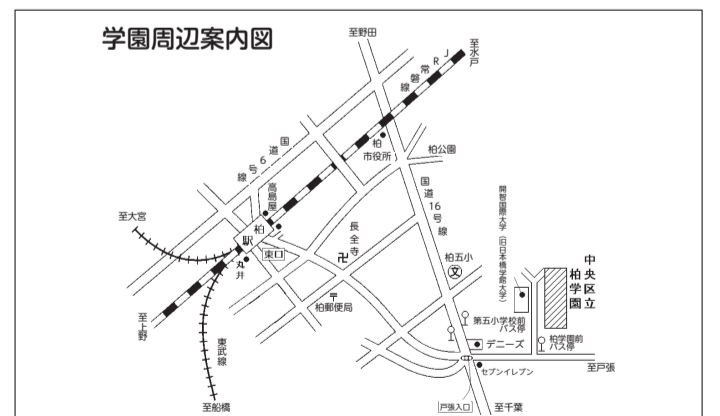 学園周辺案内図
至野田
至水戸
JR常磐線
国道6号線
柏市役所
柏公園
高島屋
国道16号線
至大宮
柏駅
東口
丸井
長全寺
柏五小
文
開智国際大学(旧日本橋学館大学)
中央区立
柏学園
〒
柏郵便局
第五小学校前
バス停
柏学園前
バス停
デニーズ
至上野
東武線
セブンイレブン
至戸張
戸張入口
至船橋
至千葉